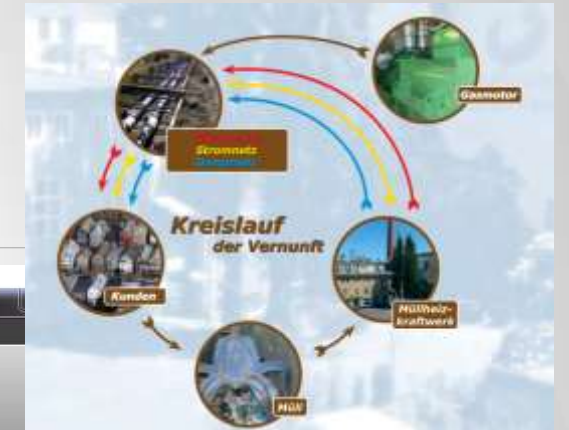 Gasmotor
Stromnetz
Kreislauf
der Vernunft
Kunden
Müllheiz-
kraftwerk
Müll